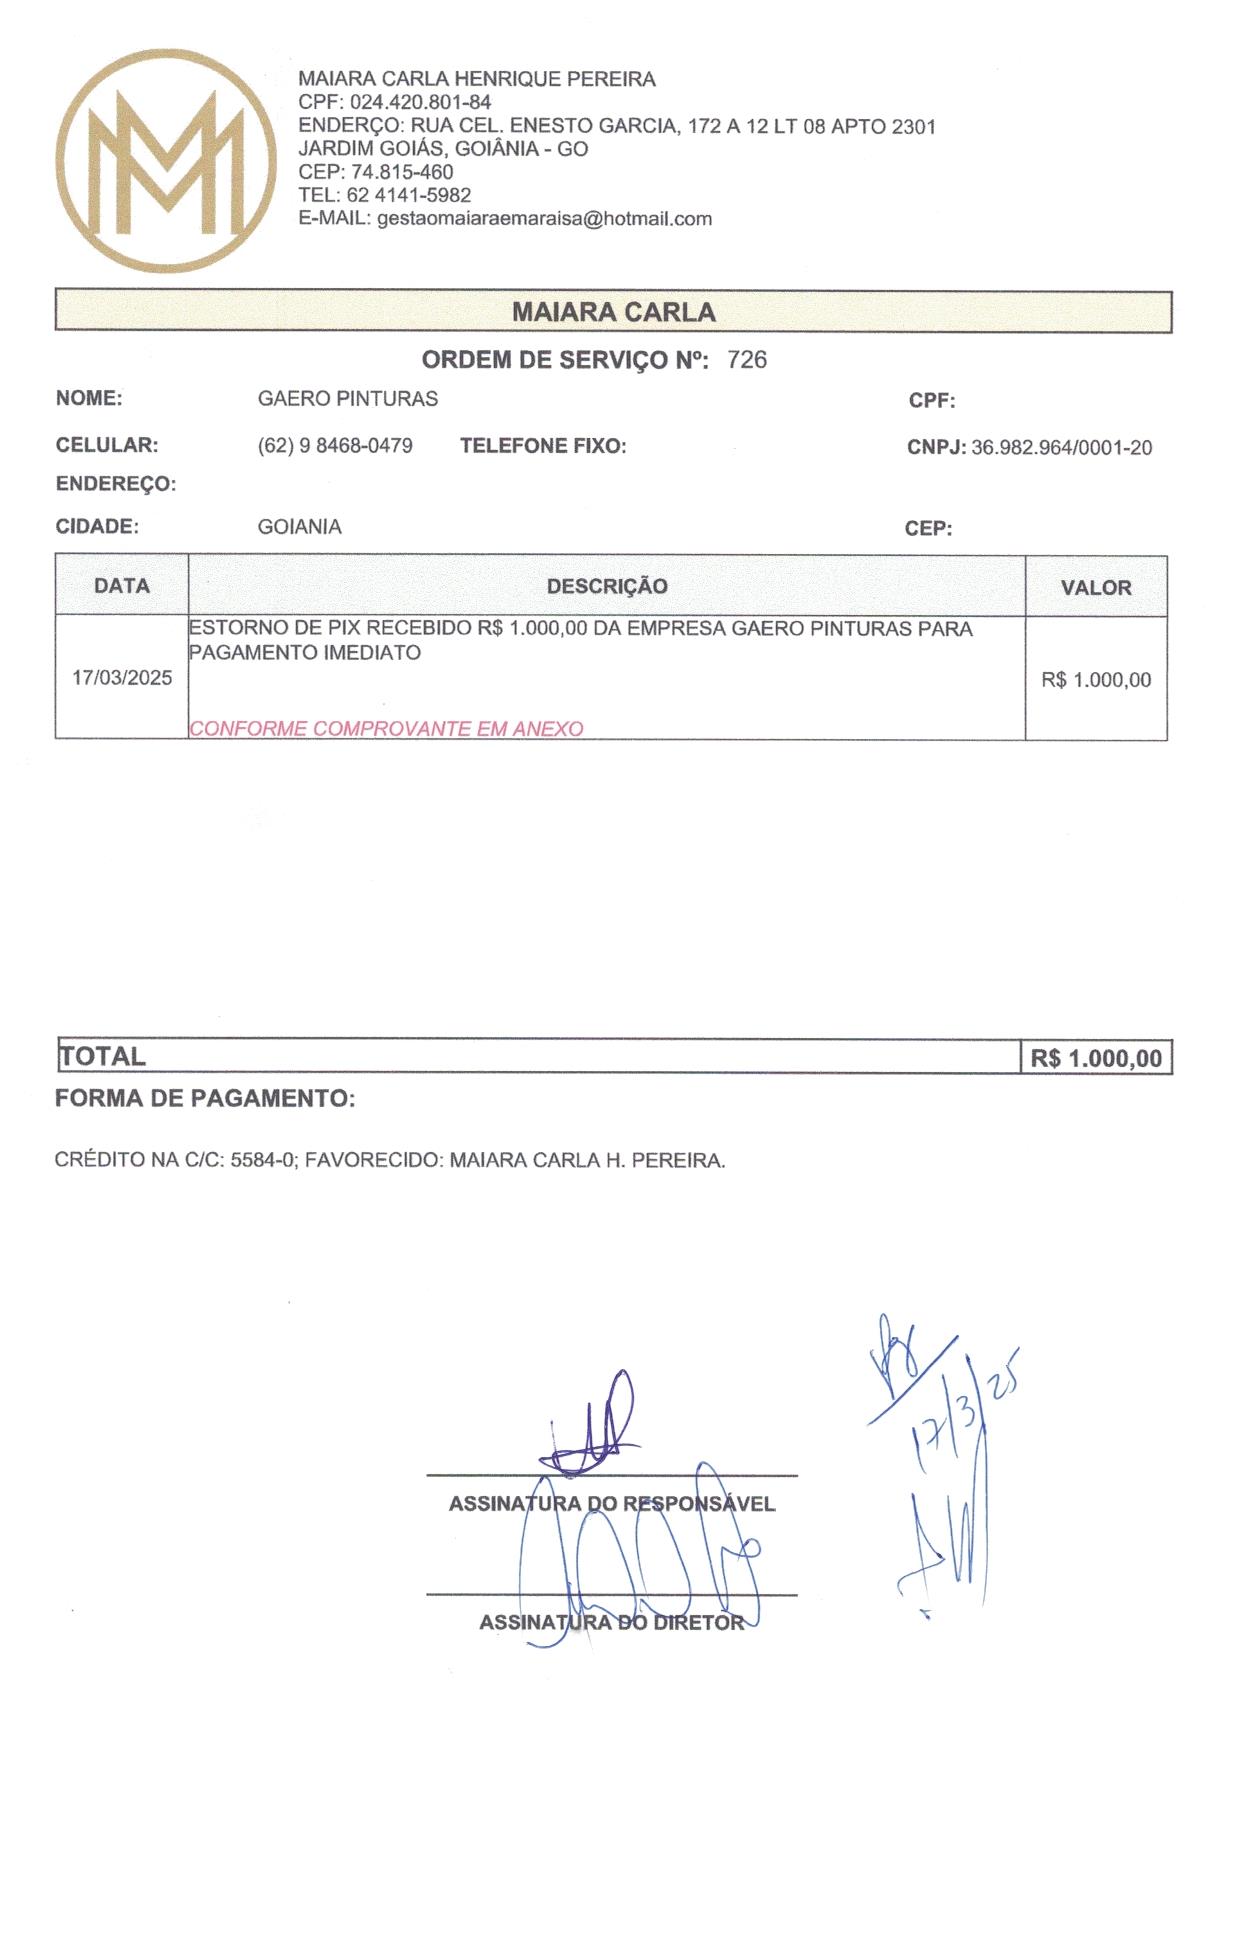 MAIARA CARLA HENRIQUE PEREIRA
CPF: 024.420.801-84
ENDERÇO: RUA CEL. ENESTO GARCIA, 172 A 12 LT 08 APTO 2301
JARDIM GOIÁS, GOIÂNIA - GO
CEP: 74.815-460
TEL: 62 4141-5982
E-MAIL: gestaomaiaraemaraisa@hotmail.com
MAIARA CARLA
ORDEM DE SERVIÇO Nº: 726
NOME: GAERO PINTURAS CPF:
CELULAR: (62) 9 8468-0479 TELEFONE FIXO: CNPJ: 36.982.964/0001-20
ENDEREÇO:
CIDADE: GOIANIA CEP:
DATA DESCRIÇÃO VALOR
ESTORNO DE PIX RECEBIDO R$ 1.000,00 DA EMPRESA GAERO PINTURAS PARA
PAGAMENTO IMEDIATO
17/03/2025 R$ 1.000,00
CONFORME COMPROVANTE EM ANEXO
TOTAL R$ 1.000,00
FORMA DE PAGAMENTO:
CRÉDITO NA C/C: 5584-0; FAVORECIDO: MAIARA CARLA H. PEREIRA.
17/3/25
ASSINATURA DO RESPONSÁVEL
ASSINATURA DO DIRETOR